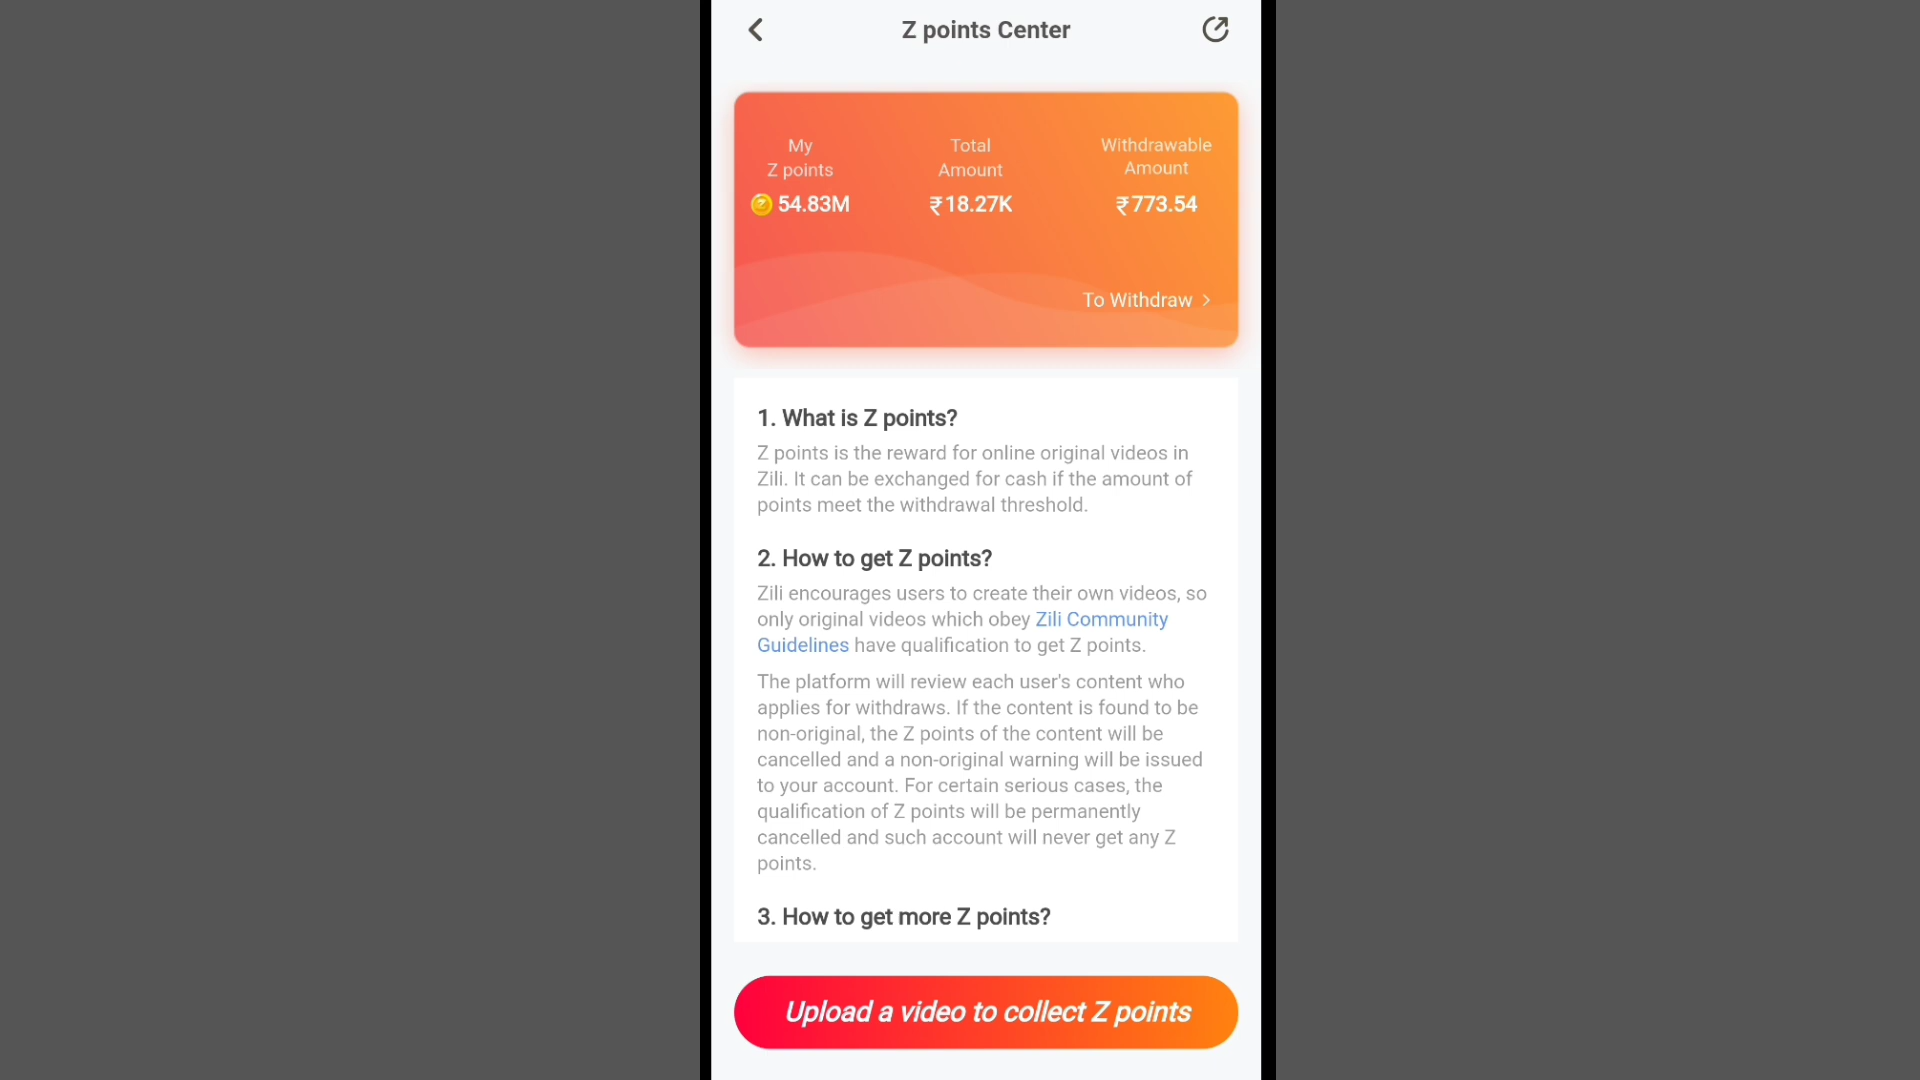 Z points Center
My
Z points
54.83M
Total
Amount
₹18.27K
Withdrawable
Amount
₹773.54
To Withdraw >
1. What is Z points?
Z points is the reward for online original videos in
Zili. It can be exchanged for cash if the amount of
points meet the withdrawal threshold.
2. How to get Z points?
Zili encourages users to create their own videos, so
only original videos which obey Zili Community
Guidelines have qualification to get Z points.
The platform will review each user's content who
applies for withdraws. If the content is found to be
non-original, the Z points of the content will be
cancelled and a non-original warning will be issued
to your account. For certain serious cases, the
qualification of Z points will be permanently
cancelled and such account will never get any Z
points.
3. How to get more Z points?
Upload a video to collect Z points